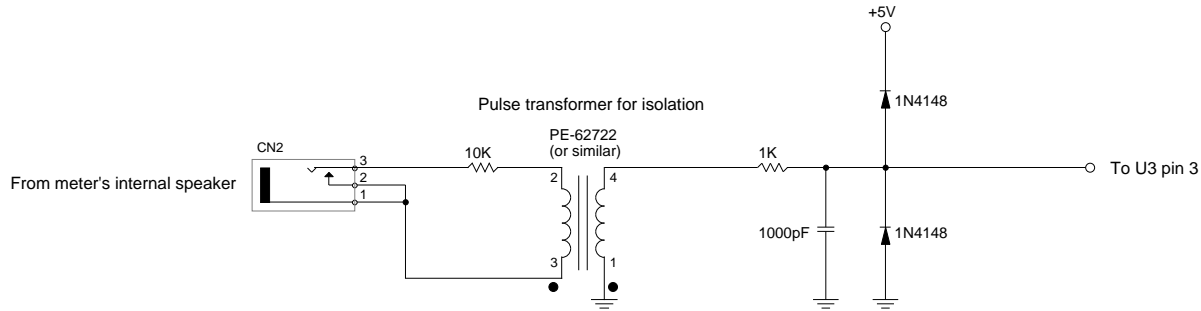 +5V
1N4148
Pulse transformer for isolation
PE-62722
(or similar)
CN2
10K
1K
3
2
1
2
4
From meter's internal speaker
To U3 pin 3
1000pF
1N4148
3
1